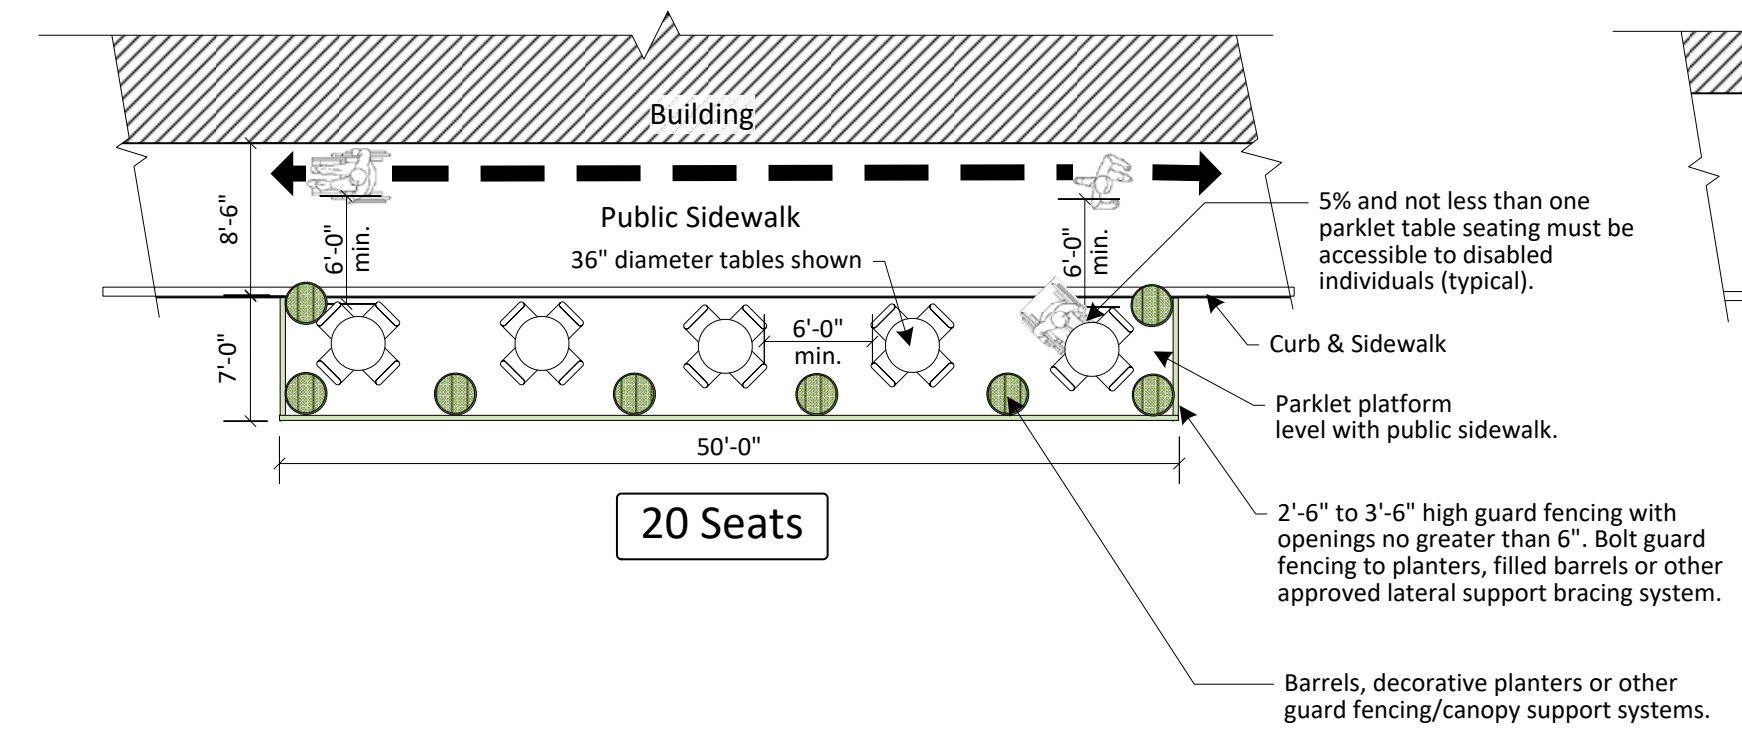 Building
Public Sidewalk
36" diameter tables shown
8'-6"
6'-0"
min.
6'-0"
min.
7'-0"
6'-0"
min.
50'-0"
20 Seats
5% and not less than one
parklet table seating must be
accessible to disabled
individuals (typical).
Curb & Sidewalk
Parklet platform
level with public sidewalk.
2'-6" to 3'-6" high guard fencing with
openings no greater than 6". Bolt guard
fencing to planters, filled barrels or other
approved lateral support bracing system.
Barrels, decorative planters or other
guard fencing/canopy support systems.